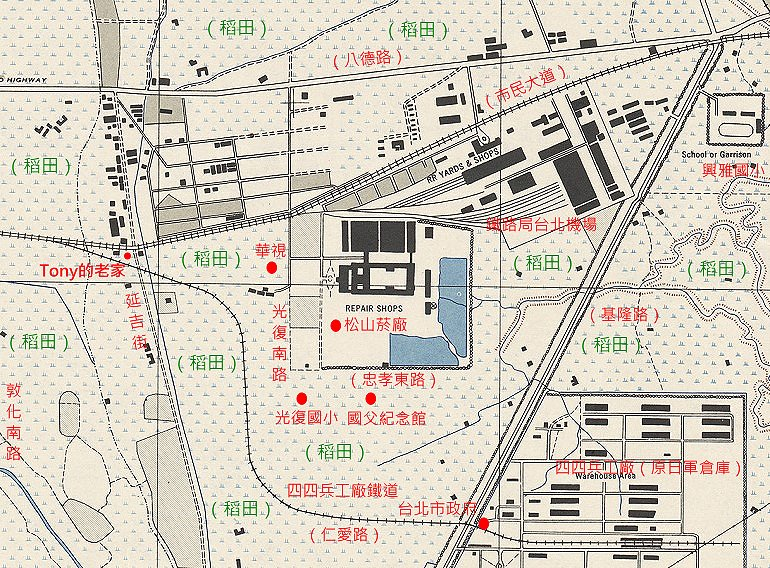 (稻田)
(稻田)
(八德路)
D HIGHWAY
(市民大道)
(稻田)
RR YARDS & SHOPS
School or Garrison
興雅國小
鐵路局台北機場
華視
(稻田)
(稻田)
(稻田)
Tony的老家
延吉街
光復南路
REPAIR SHOPS
松山菸廠
(基隆路)
(稻田)
(稻田)
(稻田)
(忠孝東路)
敦化南路
光復國小
國父紀念館
(稻田)
四四兵工廠(原日軍倉庫)
Warehouse Area
四四兵工廠鐵道
(稻田)
台北市政府
(仁愛路)